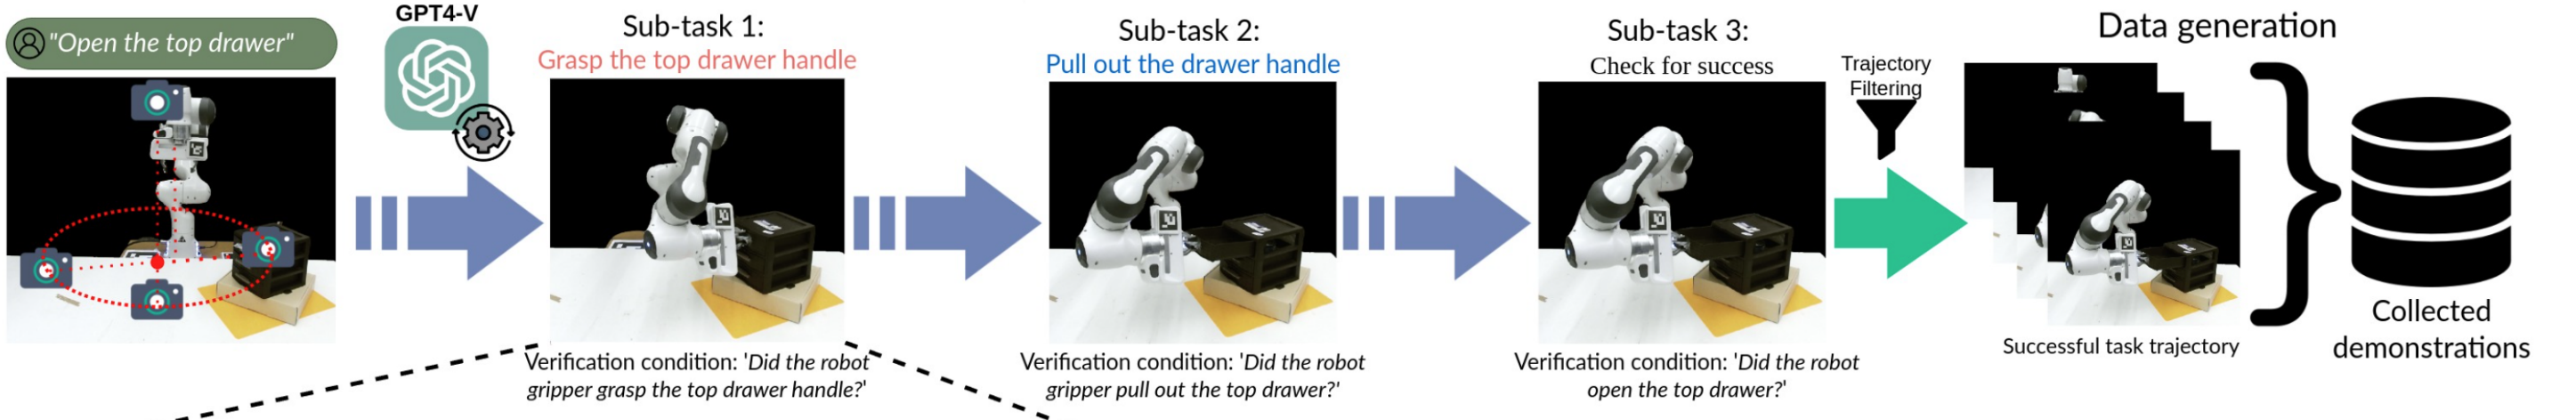 "Open the top drawer"
GPT4-V
Sub-task 1:
Grasp the top drawer handle
Verification condition: 'Did the robot
gripper grasp the top drawer handle?'
Sub-task 2:
Pull out the drawer handle
Verification condition: 'Did the robot
gripper pull out the top drawer?'
Sub-task 3:
Check for success
Verification condition: 'Did the robot
open the top drawer?'
Trajectory
Filtering
Data generation
Successful task trajectory
Collected
demonstrations